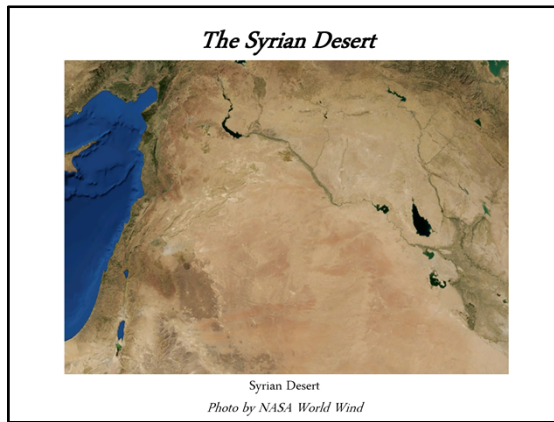 The Syrian Desert
Syrian Desert
Photo by NASA World Wind